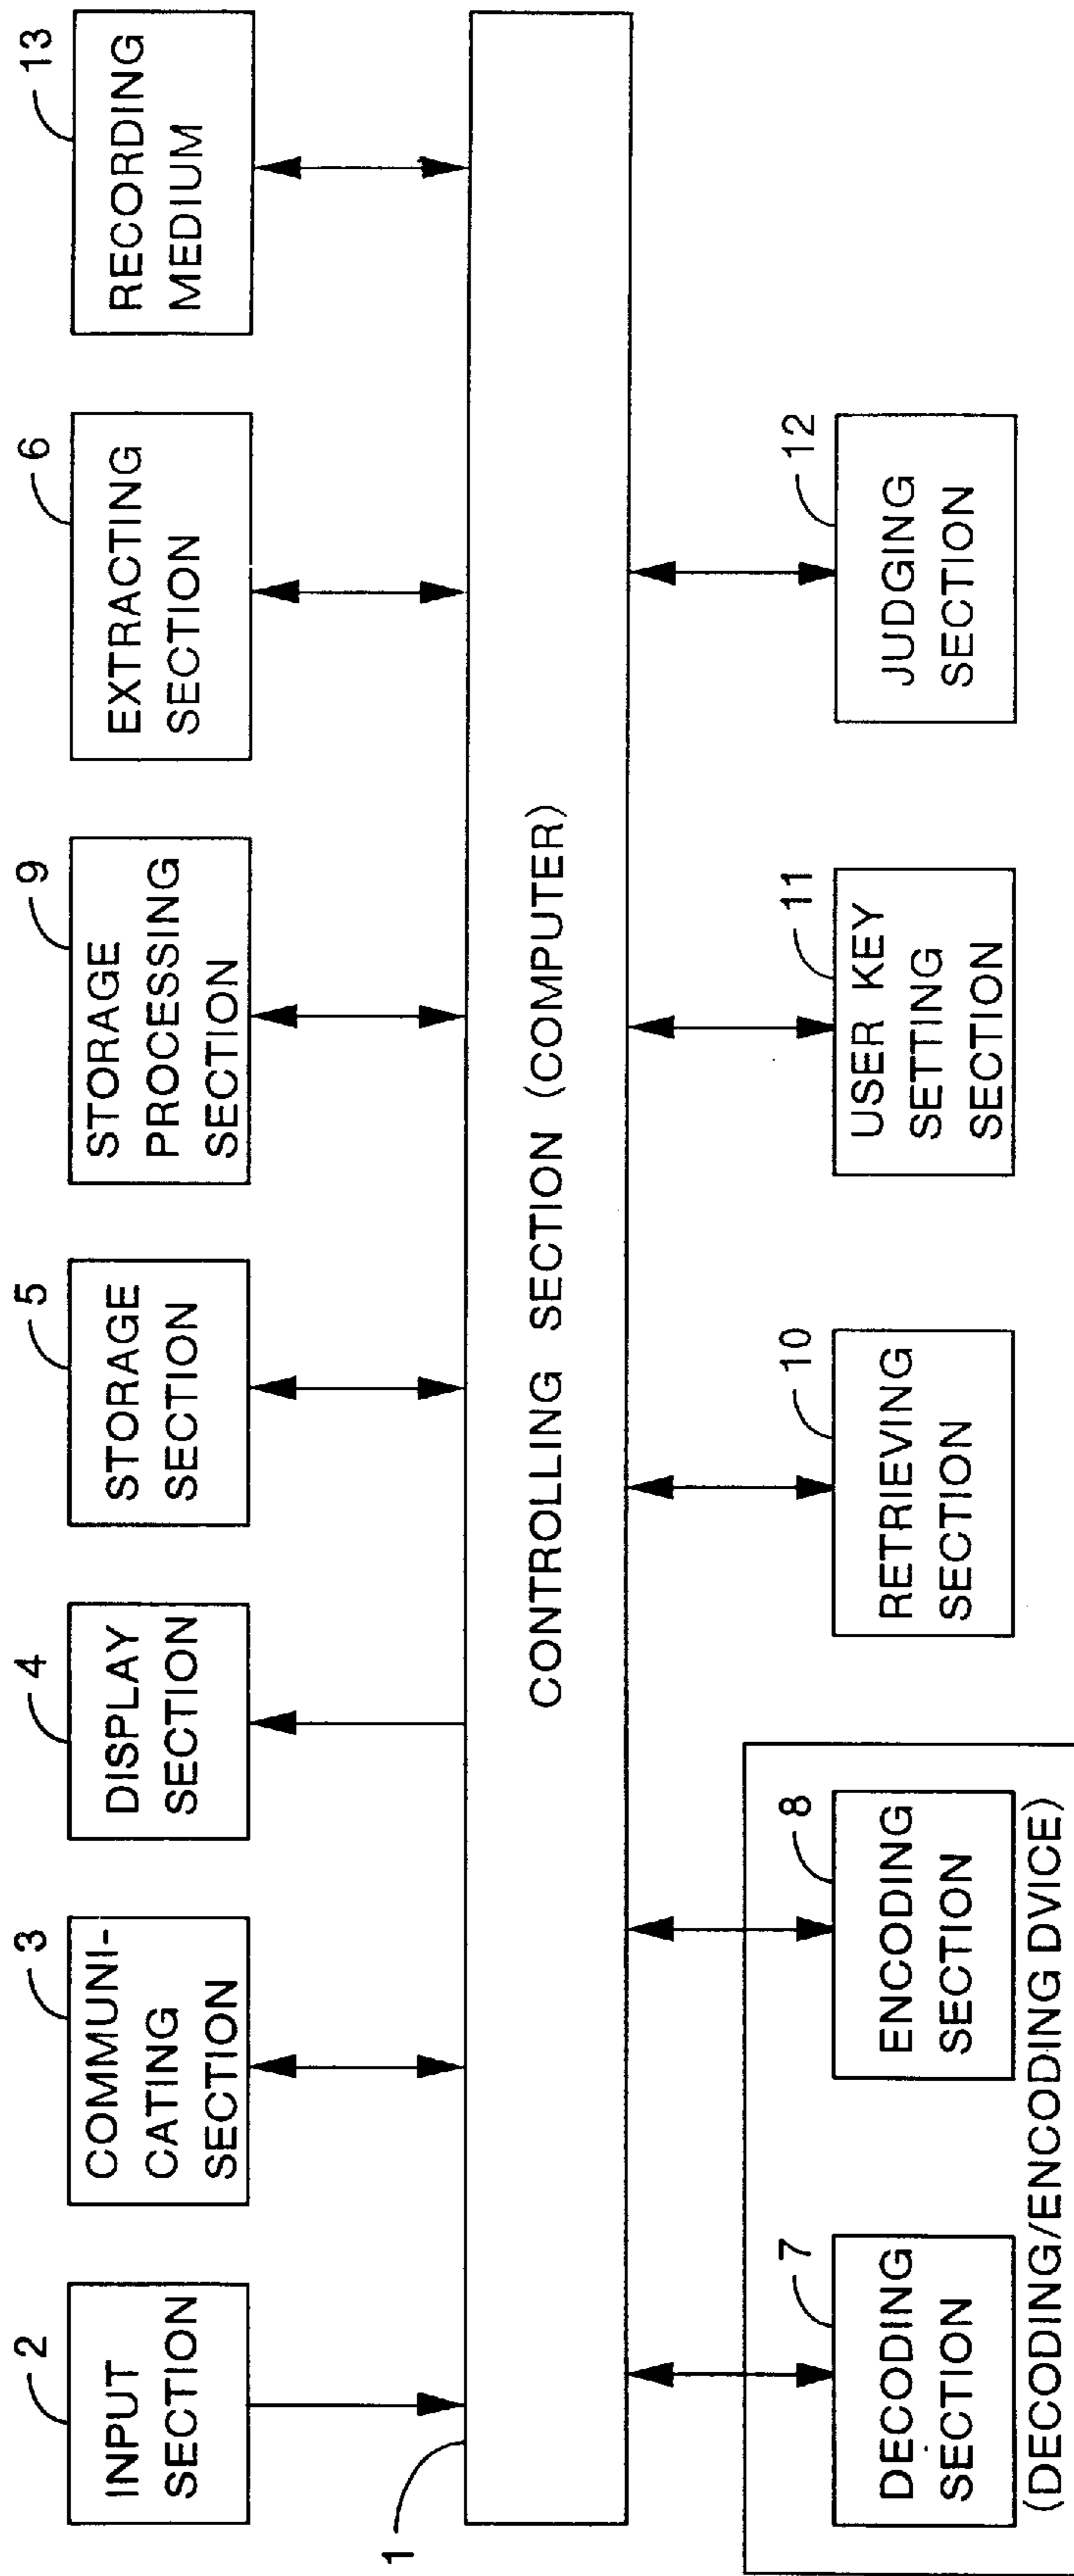 2
INPUT
SECTION
3
COMMUNI-
CATING
SECTION
4
DISPLAY
SECTION
5
STORAGE
SECTION
9
STORAGE
PROCESSING
SECTION
6
EXTRACTING
SECTION
13
RECORDING
MEDIUM
1
CONTROLLING SECTION (COMPUTER)
7
DECODING
SECTION
8
ENCODING
SECTION
(DECODING/ENCODING DVICE)
10
RETRIEVING
SECTION
11
USER KEY
SETTING
SECTION
12
JUDGING
SECTION